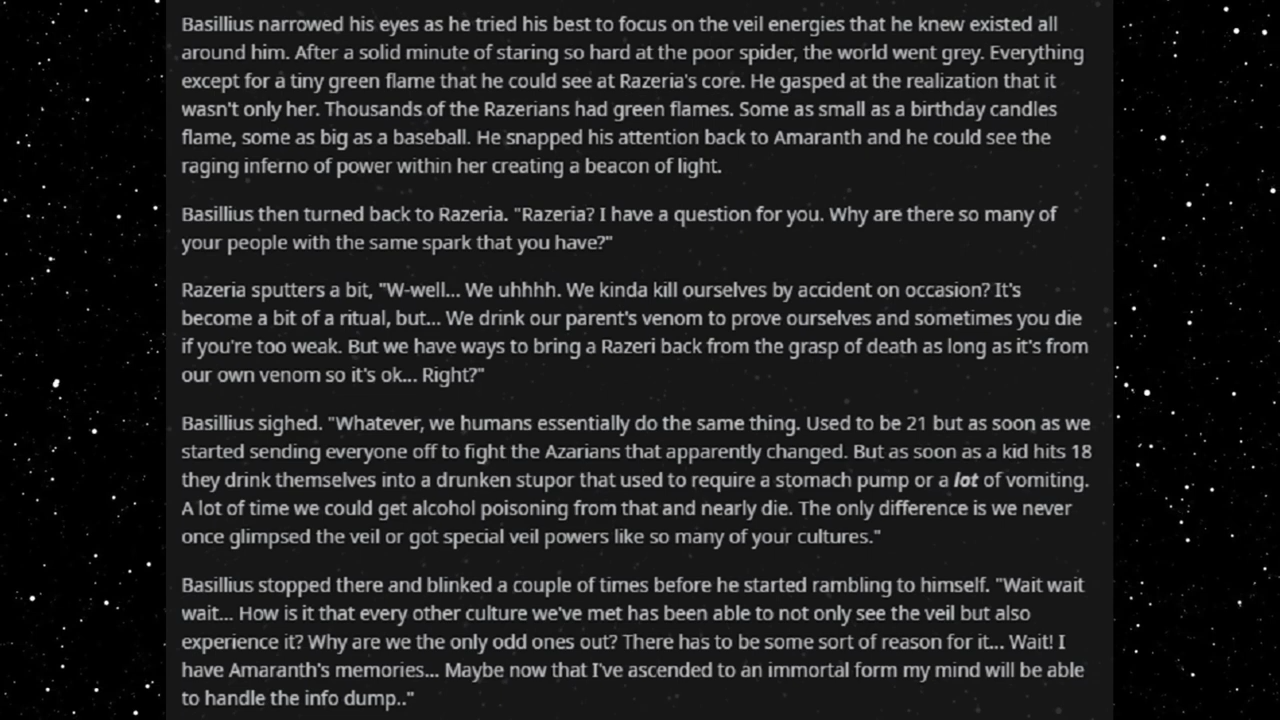 Basillius narrowed his eyes as he tried his best to focus on the veil energies that he knew existed all
around him. After a solid minute of staring so hard at the poor spider, the world went grey. Everything
except for a tiny green flame that he could see at Razeria's core. He gasped at the realization that it
wasn't only her. Thousands of the Razerians had green flames. Some as small as a birthday candles
flame, some as big as a baseball. He snapped his attention back to Amaranth and he could see the
raging inferno of power within her creating a beacon of light.
Basillius then turned back to Razeria. "Razeria? I have a question for you. Why are there so many of
your people with the same spark that you have?"
Razeria sputters a bit, "W-well... We uhhhh. We kinda kill ourselves by accident on occasion? It's
become a bit of a ritual, but... We drink our parent's venom to prove ourselves and sometimes you die
if you're too weak. But we have ways to bring a Razeri back from the grasp of death as long as it's from
our own venom so it's ok... Right?"
Basillius sighed. "Whatever, we humans essentially do the same thing. Used to be 21 but as soon as we
started sending everyone off to fight the Azarians that apparently changed. But as soon as a kid hits 18
they drink themselves into a drunken stupor that used to require a stomach pump or a lot of vomiting.
A lot of time we could get alcohol poisoning from that and nearly die. The only difference is we never
once glimpsed the veil or got special veil powers like so many of your cultures."
Basillius stopped there and blinked a couple of times before he started rambling to himself. "Wait wait
wait... How is it that every other culture we've met has been able to not only see the veil but also
experience it? Why are we the only odd ones out? There has to be some sort of reason for it... Wait! I
have Amaranth's memories... Maybe now that I've ascended to an immortal form my mind will be able
to handle the info dump.."